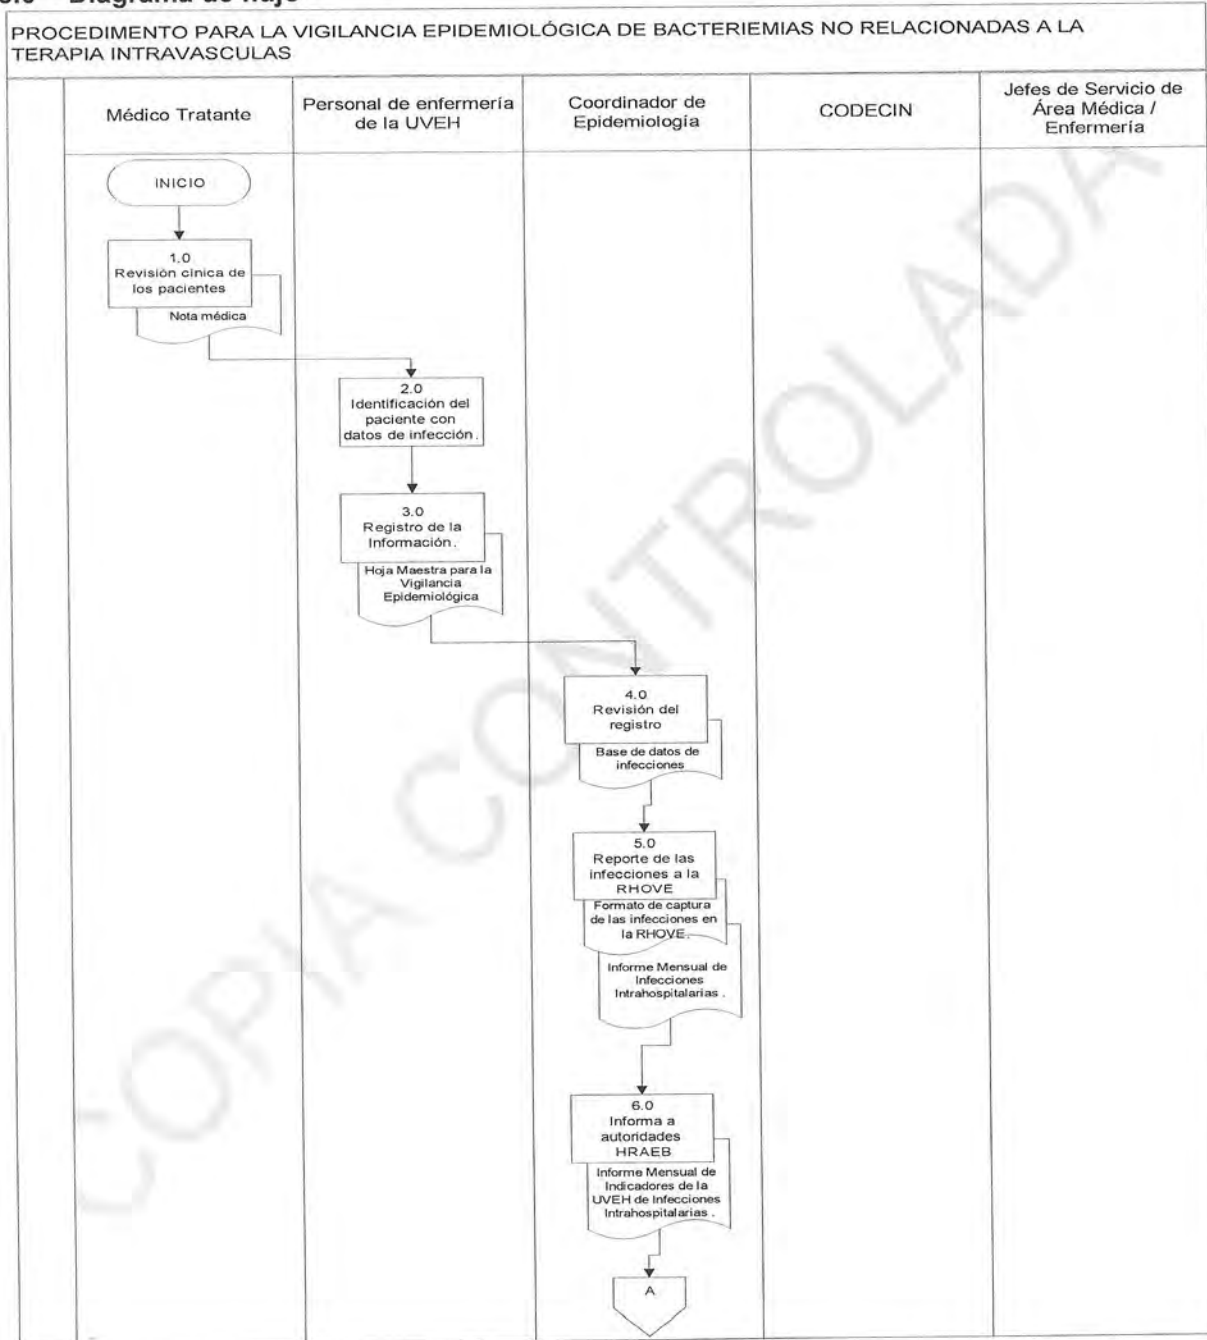 Diagrama de flujo
PROCEDIMENTO PARA LA VIGILANCIA EPIDEMIOLÓGICA DE BACTERIEMIAS NO RELACIONADAS A LA
TERAPIA INTRAVASCULAS
Médico Tratante
Personal de enfermería
de la UVEH
Coordinador de
Epidemiología
CODECIN
Jefes de Servicio de
Área Médica /
Enfermería
INICIO
1.0
Revisión cínica de
los pacientes
Nota médica
2.0
Identificación del
paciente con
datos de infección.
3.0
Registro de la
Información.
Hoja Maestra para la
Vigilancia
Epidemiológica
4.0
Revisión del
registro
Base de datos de
infecciones
5.0
Reporte de las
infecciones a la
RHOVE
Formato de captura
de las infecciones en
la RHOVE.
Informe Mensual de
Infecciones
Intrahospitalarias.
6.0
Informa a
autoridades
HRAEB
Informe Mensual de
Indicadores de la
UVEH de Infecciones
Intrahospitalarias.
A
COPIA CONTROLADA